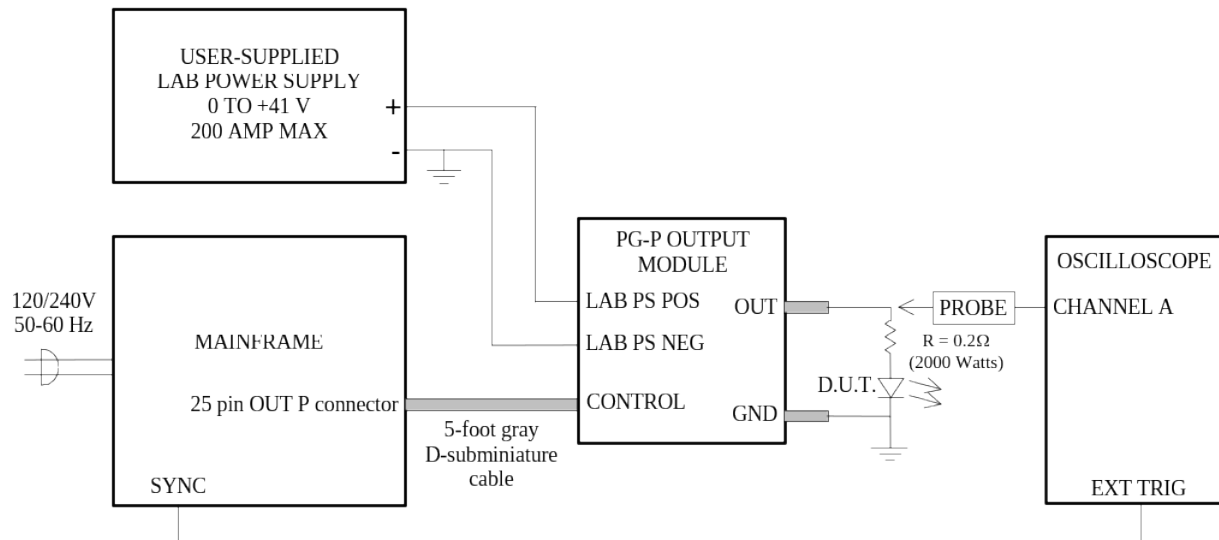 USER-SUPPLIED
LAB POWER SUPPLY
0 TO +41 V
200 AMP MAX
+
-
120/240V
50-60 Hz
MAINFRAME
25 pin OUT P connector
SYNC
5-foot gray
D-subminiature
cable
PG-P OUTPUT
MODULE
LAB PS POS
OUT
LAB PS NEG
CONTROL
GND
PROBE
R = 0.2Ω
(2000 Watts)
D.U.T.
OSCILLOSCOPE
CHANNEL A
EXT TRIG